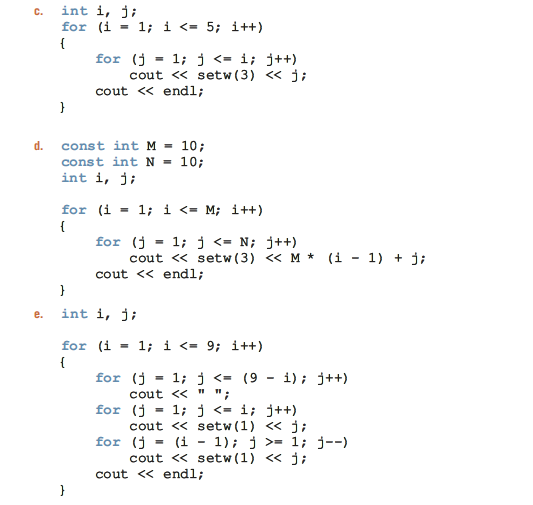 c. int i, j;
for (i = 1; i <= 5; i++)
{
for (j = 1; j <= i; j++)
cout << setw(3) << j;
cout << endl;
}
d. const int M = 10;
const int N = 10;
int i, j;
for (i = 1; i <= M; i++)
{
for (j = 1; j <= N; j++)
cout << setw(3) << M * (i - 1) + j;
cout << endl;
}
e. int i, j;
for (i = 1; i <= 9; i++)
{
for (j = 1; j <= (9 - i); j++)
cout << " ";
for (j = 1; j <= i; j++)
cout << setw(1) << j;
for (j = (i - 1); j >= 1; j--)
cout << setw(1) << j;
cout << endl;
}